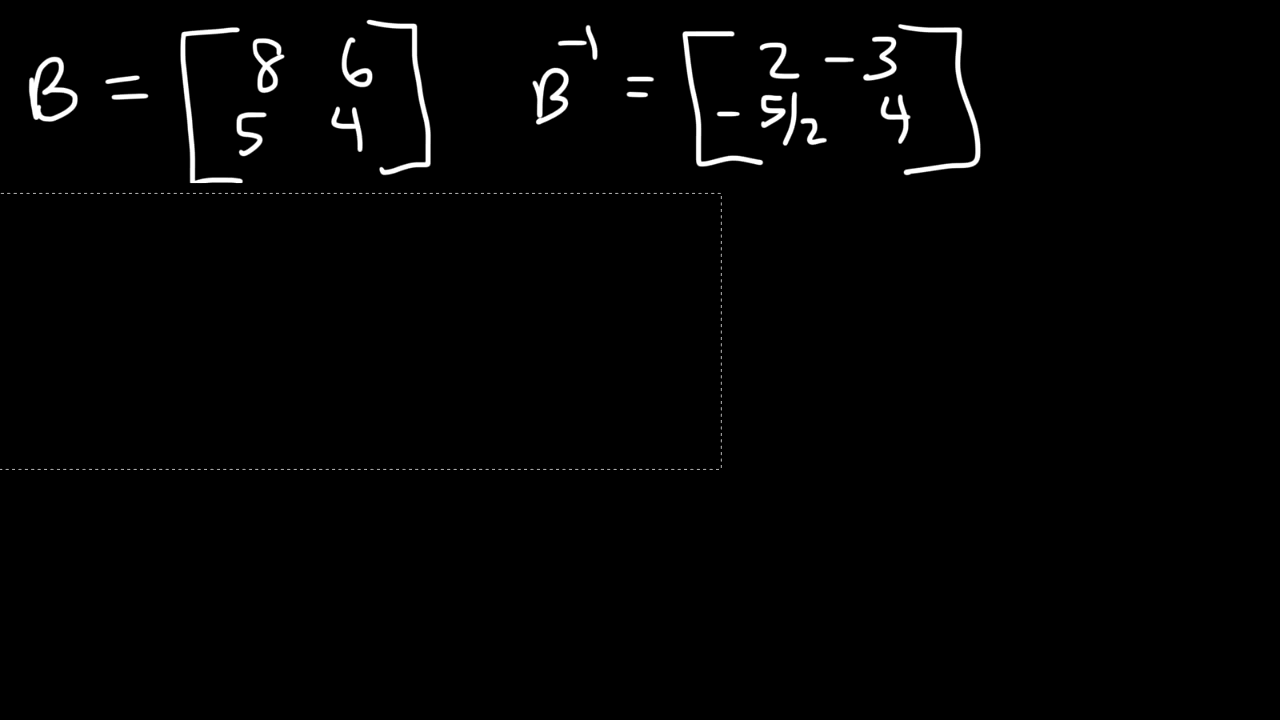 B = [ 8 6   B⁻¹ = [ 2 -3
5 4 ]   -5/2 4 ]